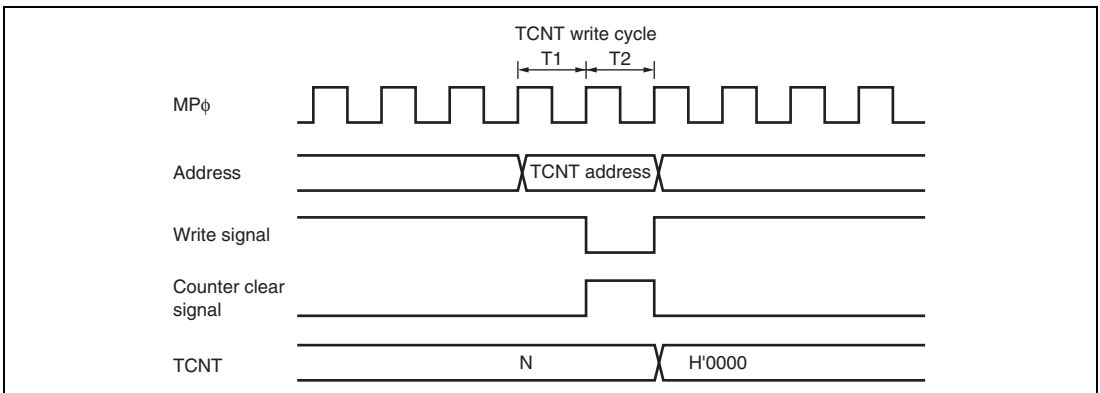 TCNT write cycle
T1 T2
MPϕ
Address
TCNT address
Write signal
Counter clear
signal
TCNT
N
H'0000